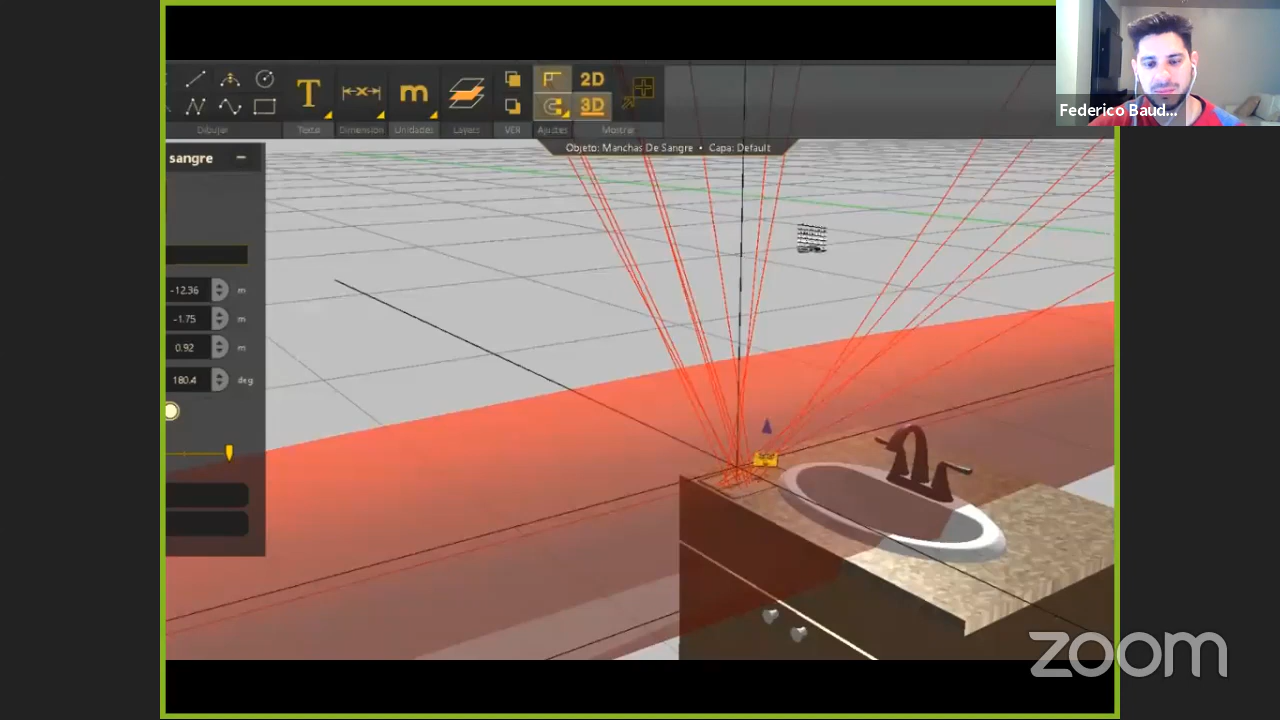 Federico Baud...
T
m
2D
3D
Dibujar
Texto
Dimensión
Unidades
Layers
VER
Ajustes
Mostrar
Objeto: Manchas De Sangre • Capa: Default
sangre
-12.36 m
-1.75 m
0.92 m
180.4 deg
zoom